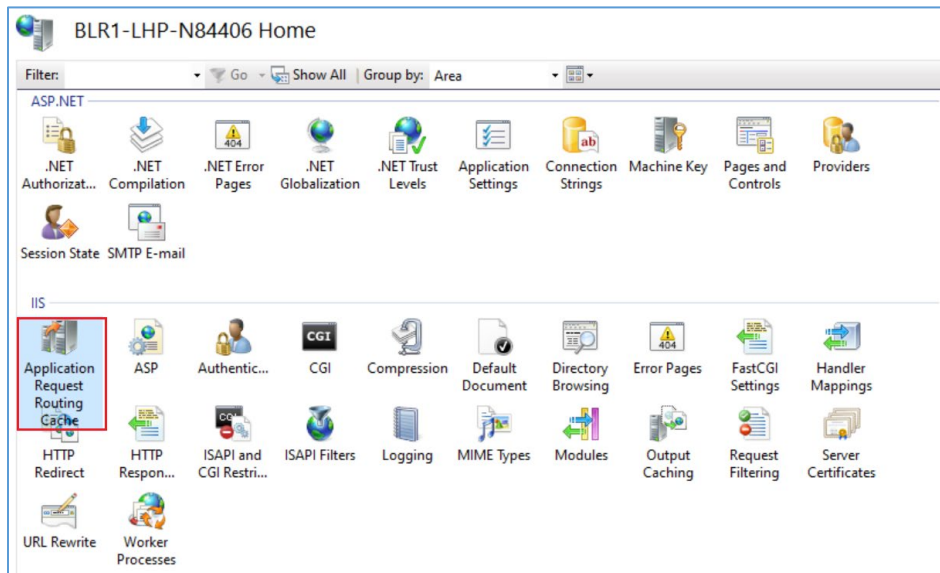 BLR1-LHP-N84406 Home
Filter: Go Show All Group by: Area
ASP.NET
.NET Authorizat...
.NET Compilation
.NET Error Pages
.NET Globalization
.NET Trust Levels
Application Settings
Connection Strings
Machine Key
Pages and Controls
Providers
Session State
SMTP E-mail
IIS
Application Request Routing Cache
ASP
Authentic...
CGI
CGI
Compression
Default Document
Directory Browsing
404
Error Pages
FastCGI Settings
Handler Mappings
HTTP Redirect
HTTP Respon...
ISAPI and CGI Restri...
ISAPI Filters
Logging
MIME Types
Modules
Output Caching
Request Filtering
Server Certificates
URL Rewrite
Worker Processes